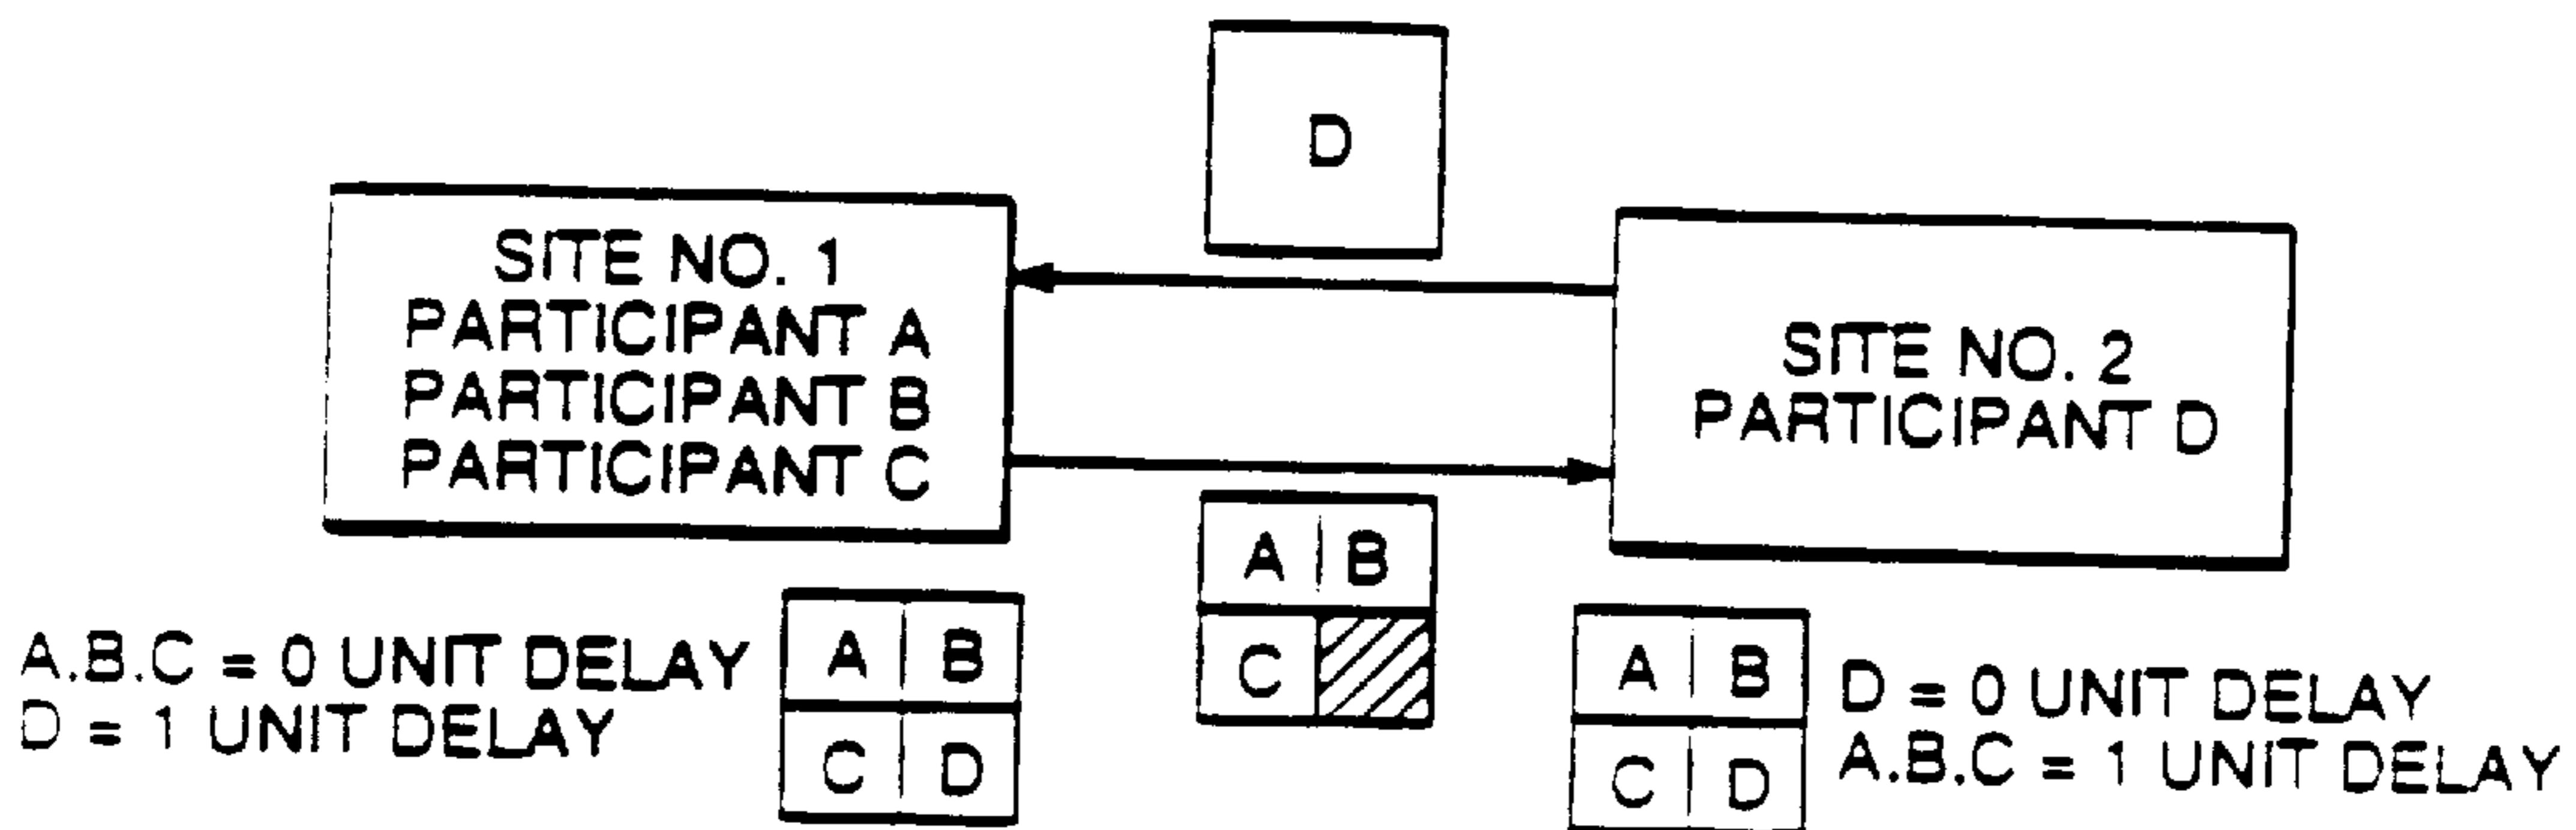 D
SITE NO. 1
PARTICIPANT A
PARTICIPANT B
PARTICIPANT C
SITE NO. 2
PARTICIPANT D
A B
C
A.B.C = 0 UNIT DELAY
D = 1 UNIT DELAY
A B
C D
A B
C D
D = 0 UNIT DELAY
A.B.C = 1 UNIT DELAY